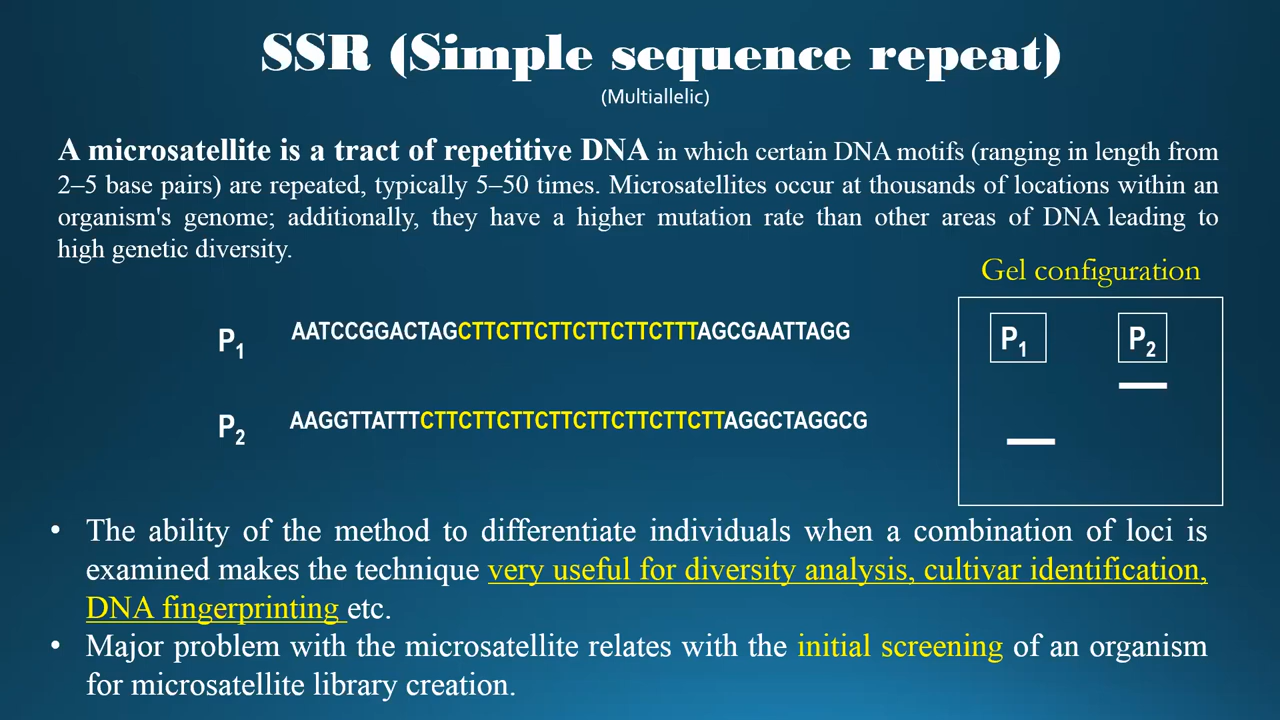 SSR (Simple sequence repeat)
(Multiallelic)
A microsatellite is a tract of repetitive DNA in which certain DNA motifs (ranging in length from
2–5 base pairs) are repeated, typically 5–50 times. Microsatellites occur at thousands of locations within an
organism's genome; additionally, they have a higher mutation rate than other areas of DNA leading to
high genetic diversity.
Gel configuration
P1 AATCCGGACTAGCTTCTTCTTCTTCTTCTTTAGCGAATTAGG
P2 AAGGTTATTTCTTCTTCTTCTTCTTCTTCTTCTTAGGCTAGGCG
P1 P2
• The ability of the method to differentiate individuals when a combination of loci is
examined makes the technique very useful for diversity analysis, cultivar identification,
DNA fingerprinting etc.
• Major problem with the microsatellite relates with the initial screening of an organism
for microsatellite library creation.